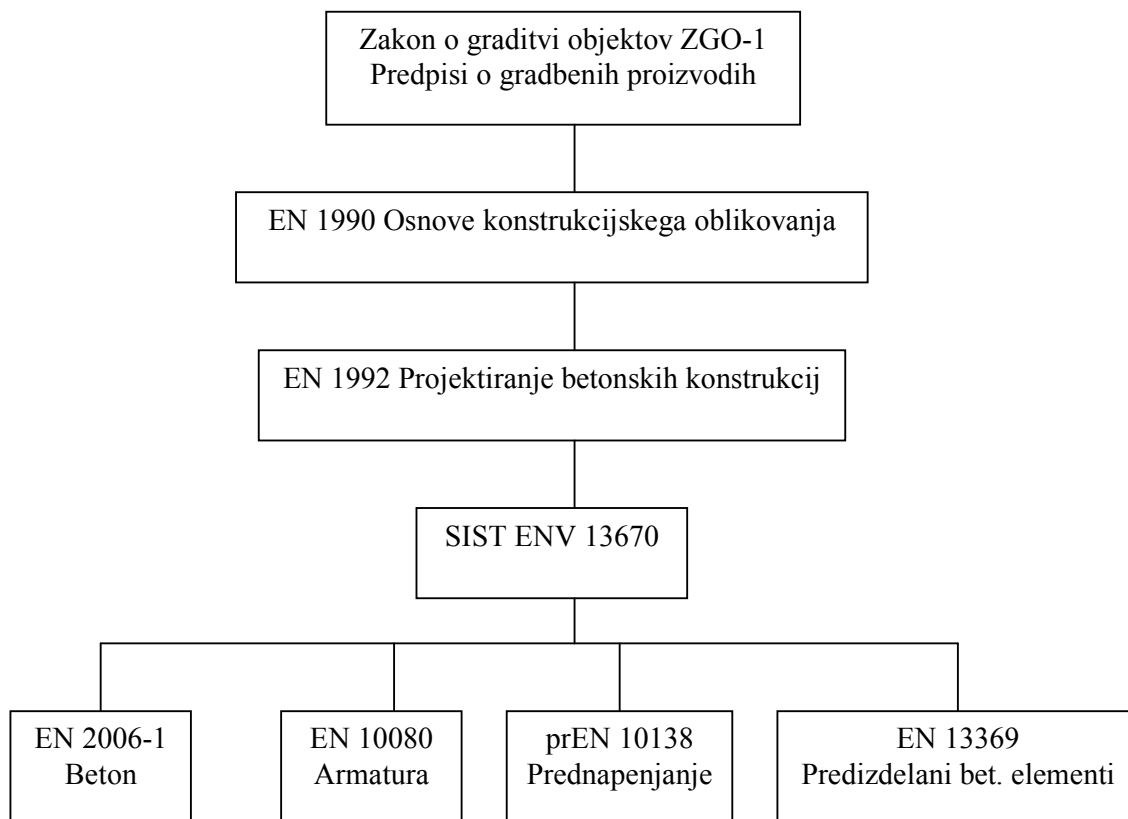 Zakon o graditvi objektov ZGO-1
Predpisi o gradbenih proizvodih
EN 1990 Osnove konstrukcijskega oblikovanja
EN 1992 Projektiranje betonskih konstrukcij
SIST ENV 13670
EN 2006-1
Beton
EN 10080
Armatura
prEN 10138
Prednapenjanje
EN 13369
Predizdelani bet. elementi